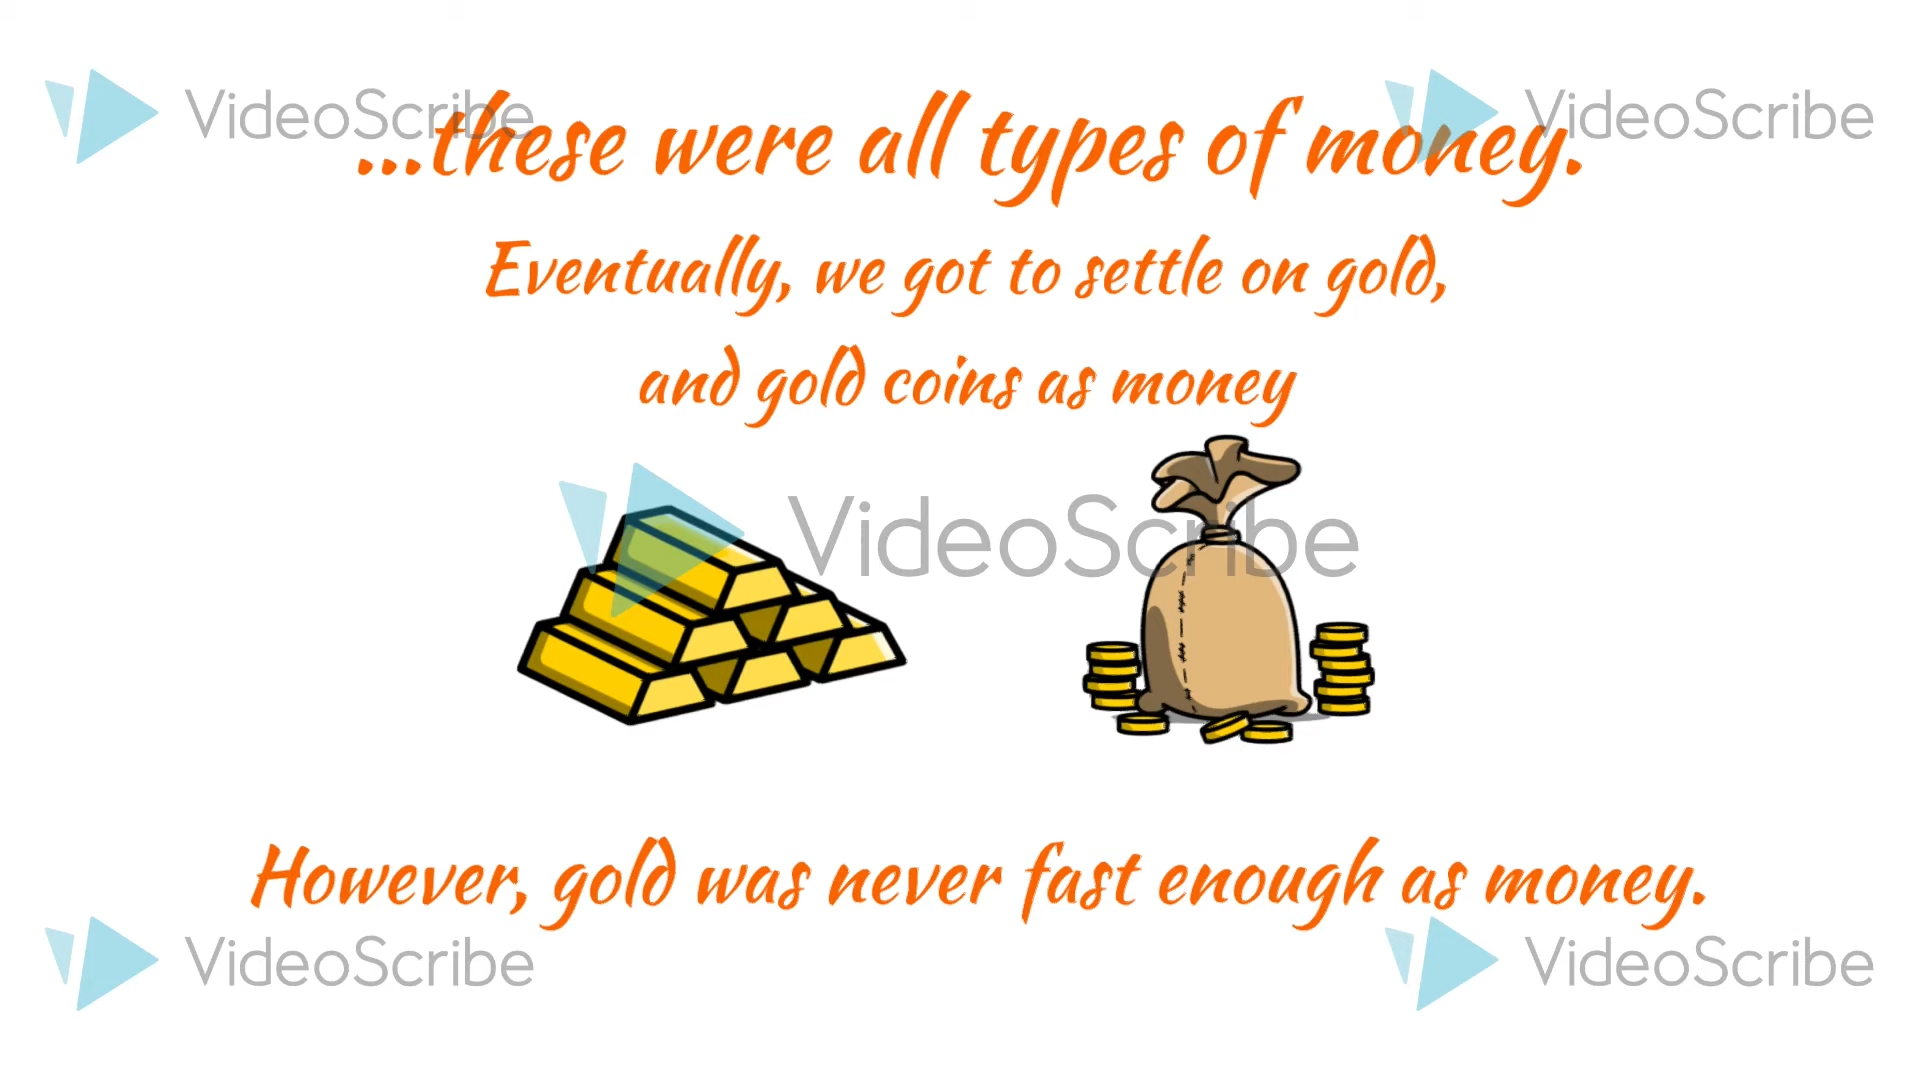 VideoScribe
VideoScribe
...these were all types of money.
Eventually, we got to settle on gold,
and gold coins as money
VideoScribe
However, gold was never fast enough as money.
VideoScribe
VideoScribe